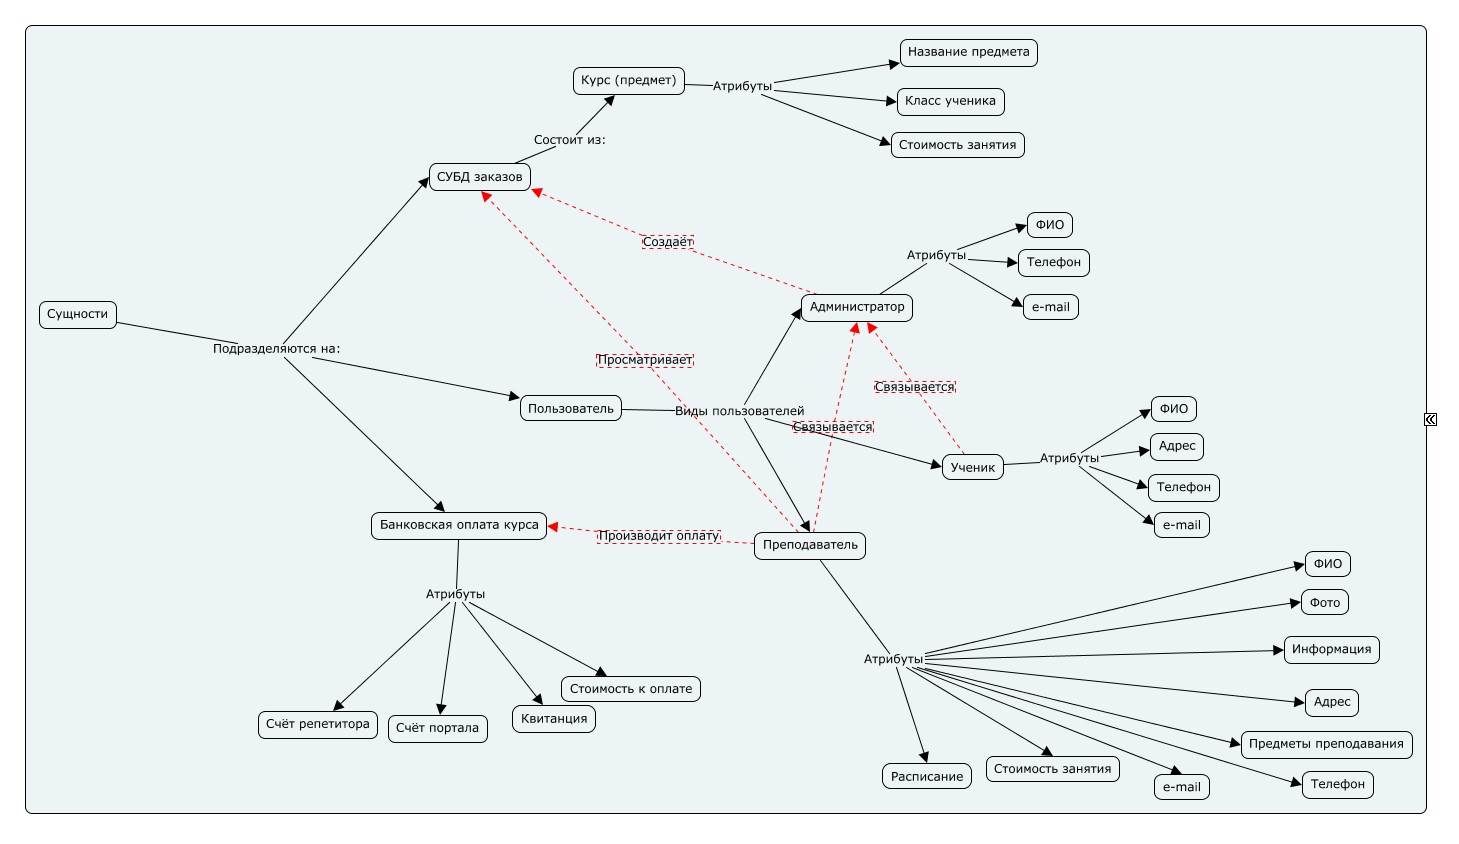 Название предмета
Курс (предмет)
Атрибуты
Класс ученика
Состоит из:
Стоимость занятия
СУБД заказов
Создаёт
ФИО
Атрибуты
Телефон
Администратор
e-mail
Сущности
Подразделяются на:
Просматривает
Связывается
Пользователь
Виды пользователей
Связывается
ФИО
Адрес
Ученик
Атрибуты
Телефон
e-mail
Банковская оплата курса
Производит оплату
Преподаватель
ФИО
Атрибуты
Фото
Информация
Атрибуты
Стоимость к оплате
Адрес
Счёт репетитора
Счёт портала
Квитанция
Предметы преподавания
Расписание
Стоимость занятия
e-mail
Телефон